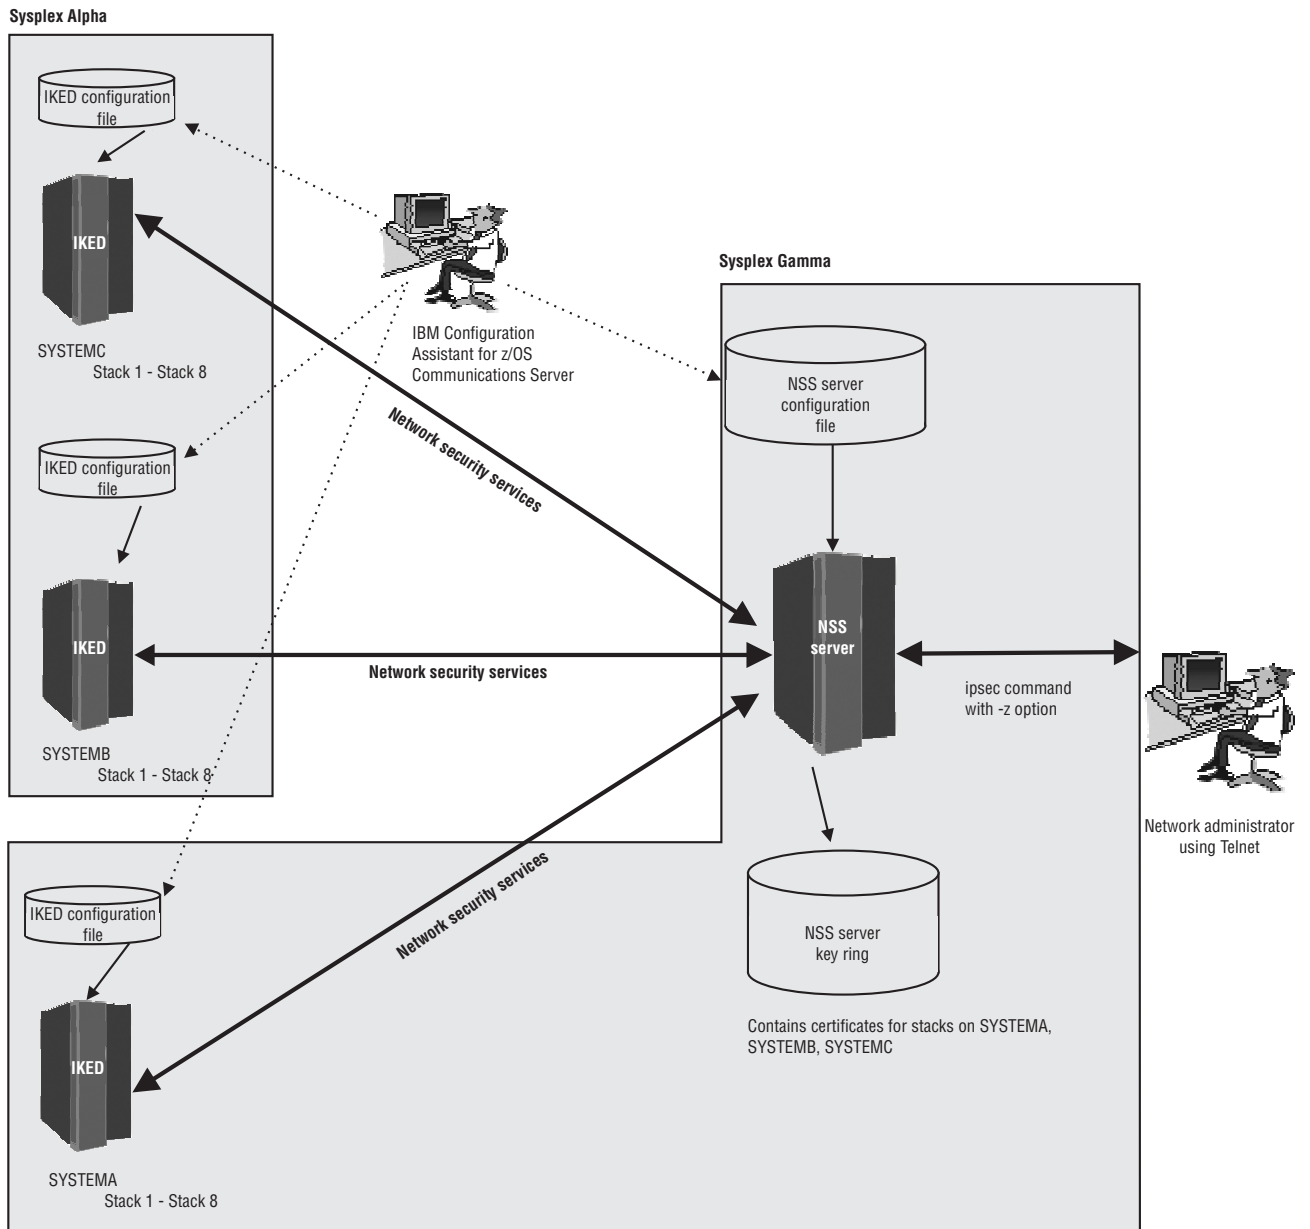 Sysplex Alpha
IKED configuration
file
IKED
SYSTEMC
Stack 1 - Stack 8
IBM Configuration
Assistant for z/OS
Communications Server
Sysplex Gamma
NSS server
configuration
file
Network security services
IKED configuration
file
IKED
SYSTEMB
Stack 1 - Stack 8
Network security services
NSS
server
ipsec command
with -z option
Network administrator
using Telnet
Network security services
IKED configuration
file
IKED
SYSTEMA
Stack 1 - Stack 8
NSS server
key ring
Contains certificates for stacks on SYSTEMA,
SYSTEMB, SYSTEMC